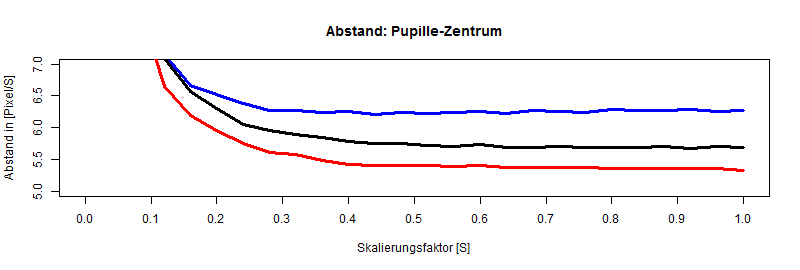 Abstand: Pupille-Zentrum
Abstand in [Pixel/S]
7.0
6.5
6.0
5.5
5.0
0.0 0.1 0.2 0.3 0.4 0.5 0.6 0.7 0.8 0.9 1.0
Skalierungsfaktor [S]